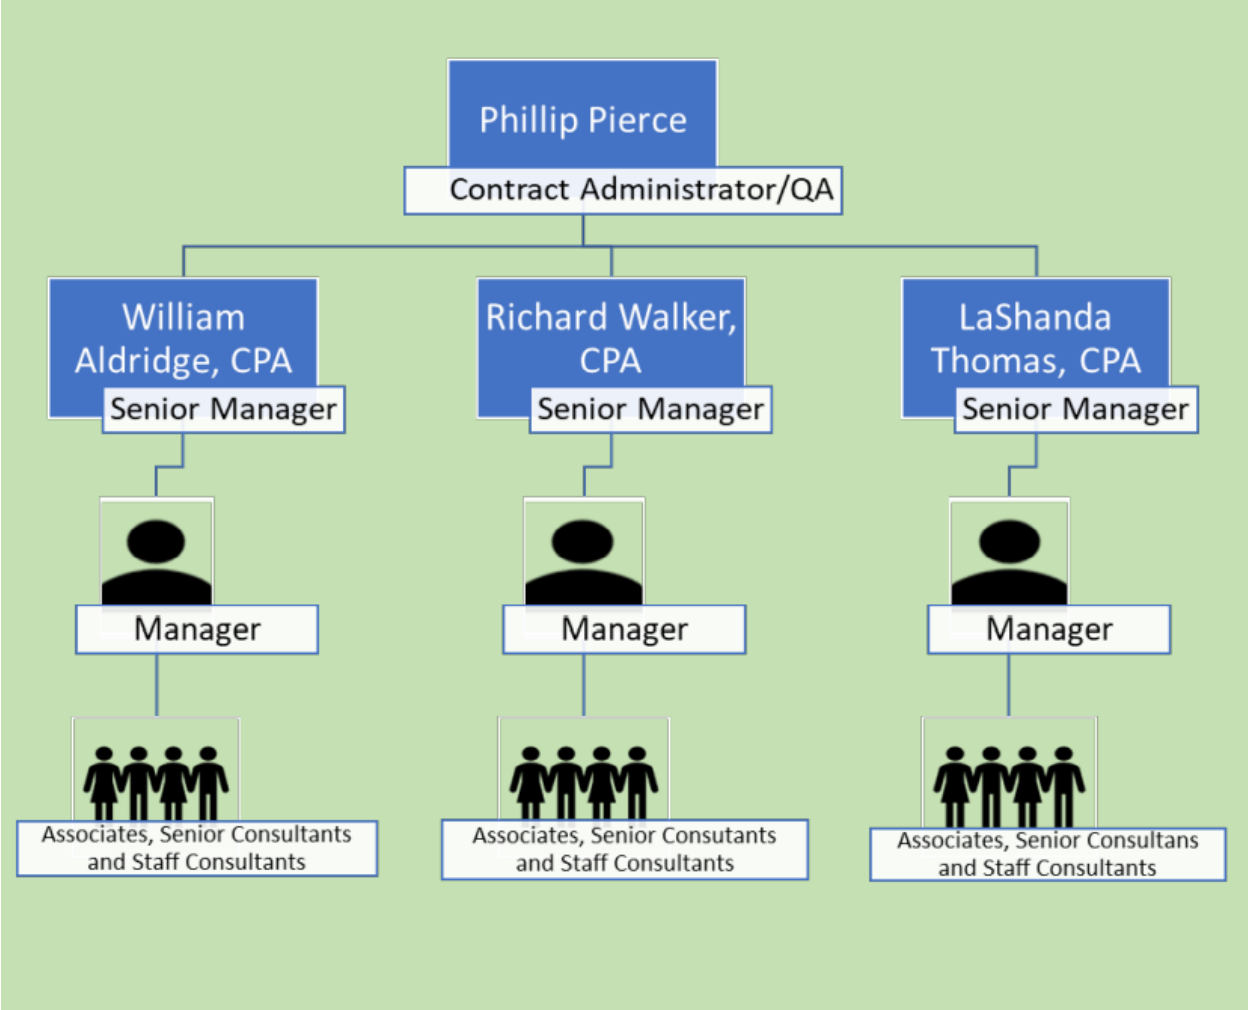 Phillip Pierce
Contract Administrator/QA
William
Aldridge, CPA
Senior Manager
Richard Walker,
CPA
Senior Manager
LaShanda
Thomas, CPA
Senior Manager
Manager
Manager
Manager
Associates, Senior Consultants
and Staff Consultants
Associates, Senior Consutants
and Staff Consultants
Associates, Senior Consultans
and Staff Consultants